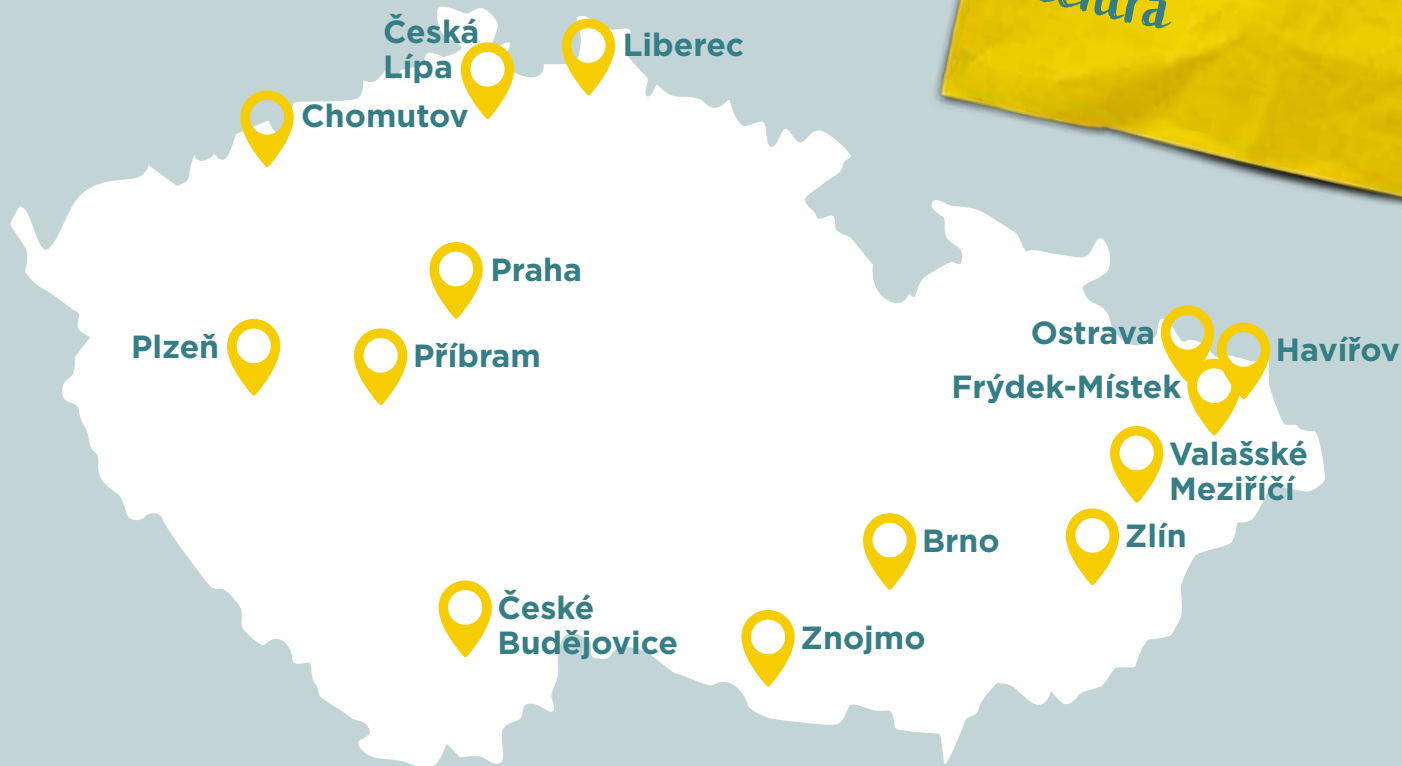 Česká
Lípa
Liberec
Chomutov
Praha
Plzeň
Příbram
Ostrava
Havířov
Frýdek-Místek
Valašské
Meziříčí
Brno
Zlín
České
Budějovice
Znojmo